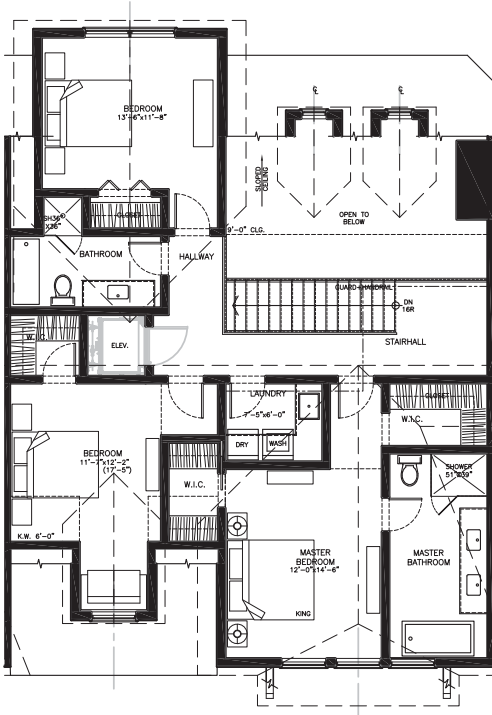 BEDROOM
13'-6"x11'-8"
℄
℄
SLOPED
CEILING
CLOSET
SH36"
X36"
OPEN TO
BELOW
9'-0" CLG.
BATHROOM
HALLWAY
GUARD+HANDRAIL
DN
16R
W.I.C.
ELEV.
STAIRHALL
LAUNDRY
7'-5"x6'-0"
CLOSET
W.I.C.
DRY
WASH
BEDROOM
11'-7"x12'-2"
(17'-5")
W.I.C.
SHOWER
51"X39"
K.W. 6'-0"
MASTER
BEDROOM
12'-0"x14'-6"
MASTER
BATHROOM
KING